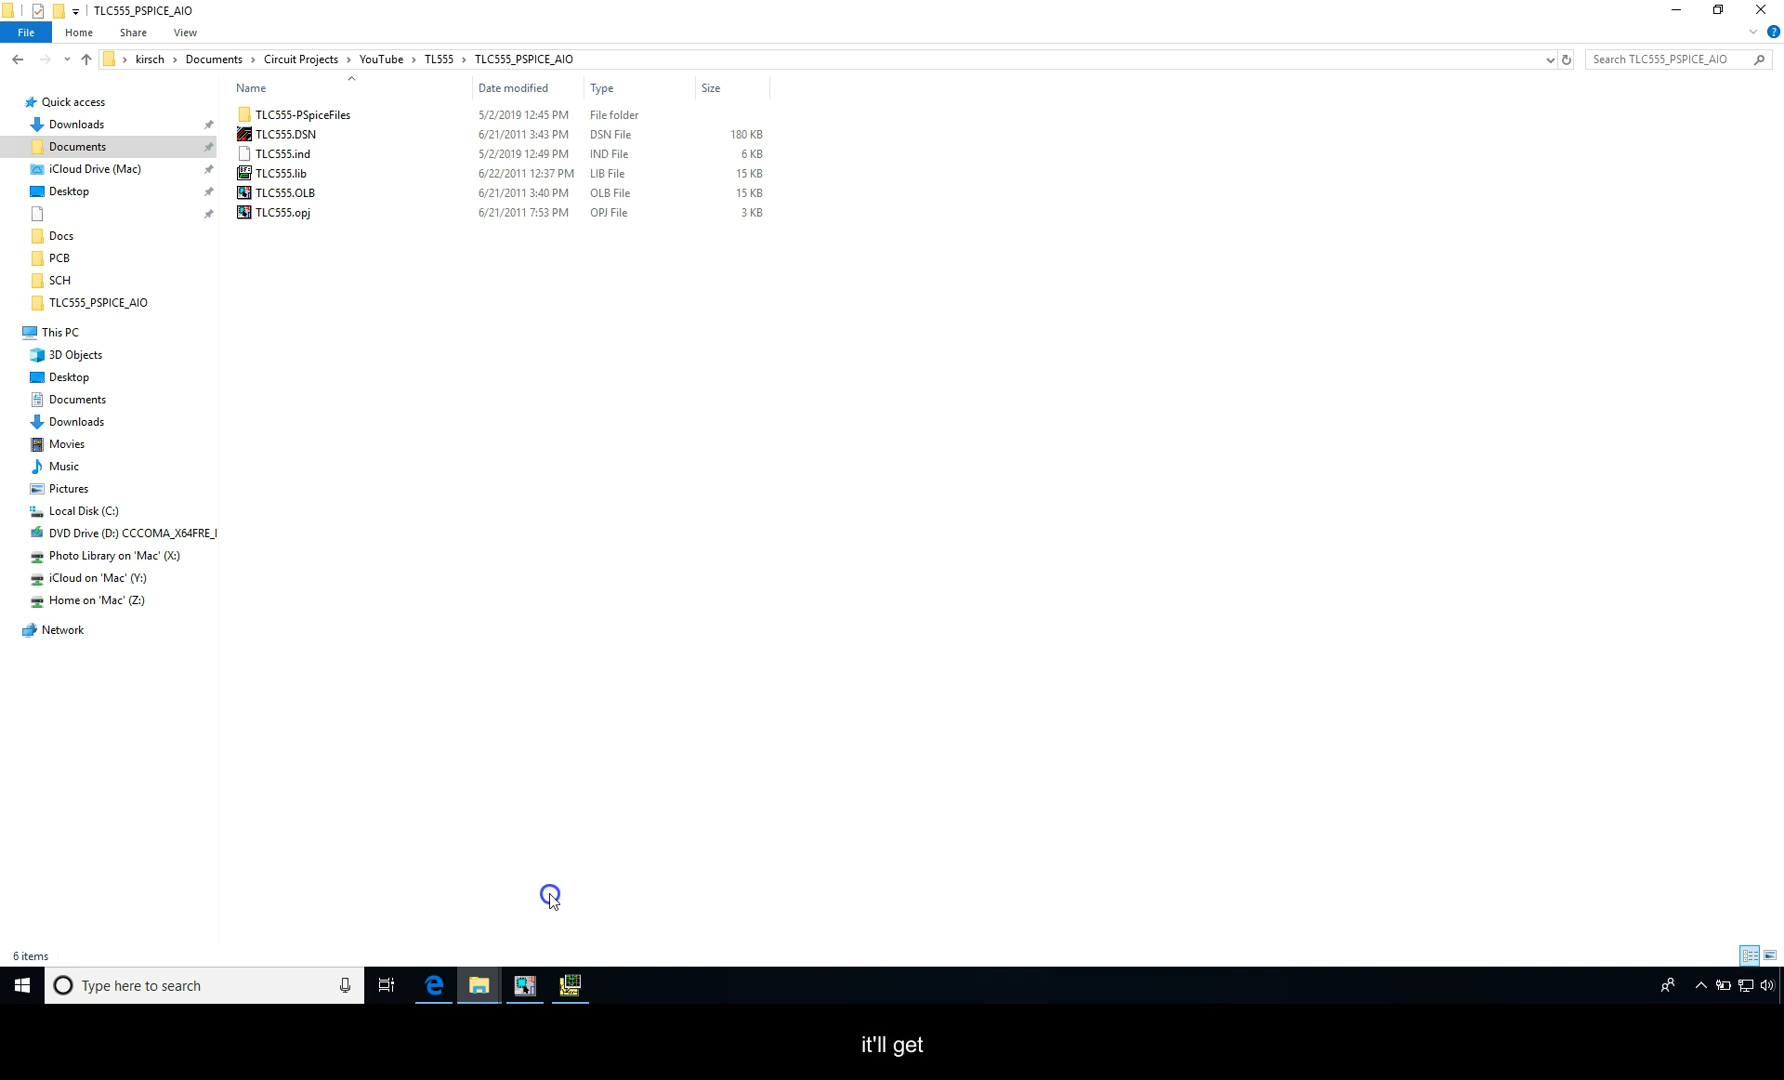 TLC555_PSPICE_AIO
File Home Share View
kirsch > Documents > Circuit Projects > YouTube > TL555 > TLC555_PSPICE_AIO
Search TLC555_PSPICE_AIO
Name Date modified Type Size
TLC555-PSpiceFiles 5/2/2019 12:45 PM File folder
TLC555.DSN 6/21/2011 3:43 PM DSN File 180 KB
TLC555.ind 5/2/2019 12:49 PM IND File 6 KB
TLC555.lib 6/22/2011 12:37 PM LIB File 15 KB
TLC555.OLB 6/21/2011 3:40 PM OLB File 15 KB
TLC555.opj 6/21/2011 7:53 PM OPJ File 3 KB
Quick access
Downloads
Documents
iCloud Drive (Mac)
Desktop
Docs
PCB
SCH
TLC555_PSPICE_AIO
This PC
3D Objects
Desktop
Documents
Downloads
Movies
Music
Pictures
Local Disk (C:)
DVD Drive (D:) CCCOMA_X64FRE_
Photo Library on 'Mac' (X:)
iCloud on 'Mac' (Y:)
Home on 'Mac' (Z:)
Network
6 items
Type here to search
it'll get